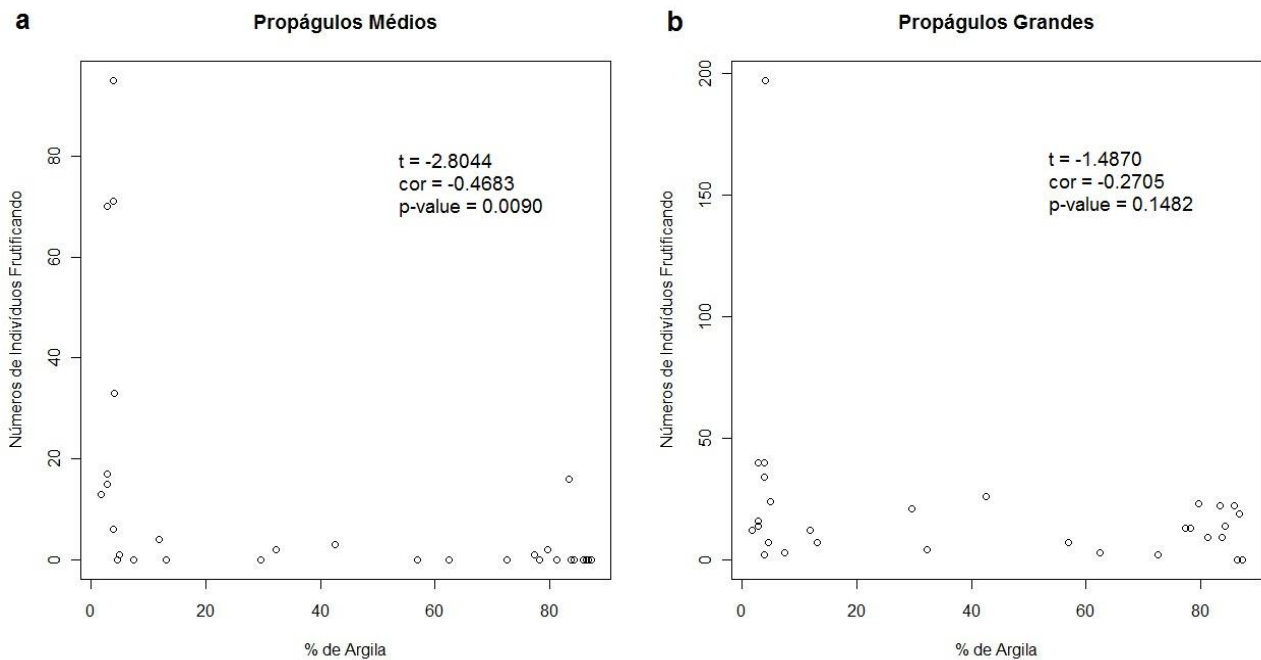 a
Propágulos Médios
Números de Indivíduos Frutificando
80
60
40
20
0
t = -2.8044
cor = -0.4683
p-value = 0.0090
0 20 40 60 80
% de Argila
b
Propágulos Grandes
Números de Indivíduos Frutificando
200
150
100
50
0
t = -1.4870
cor = -0.2705
p-value = 0.1482
0 20 40 60 80
% de Argila